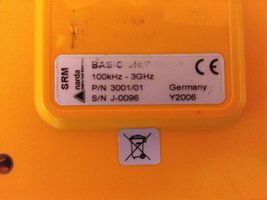 SRM
narda
BASIC UNIT
100kHz - 3GHz
P/N 3001/01 Germany
S/N J-0096 Y2006
CE